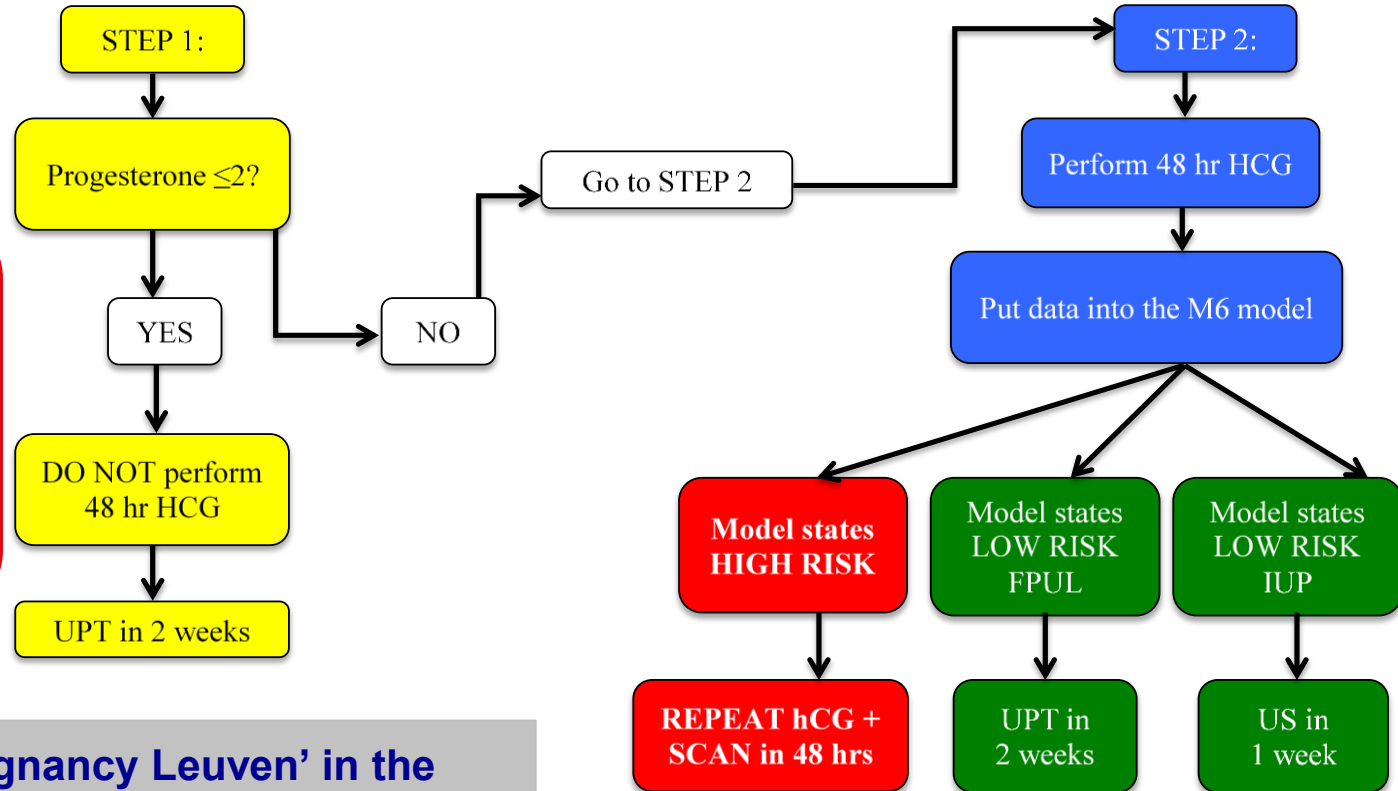 STEP 1:
Progesterone ≤2?
YES
NO
DO NOT perform
48 hr HCG
UPT in 2 weeks
Go to STEP 2
STEP 2:
Perform 48 hr HCG
Put data into the M6 model
Model states
HIGH RISK
REPEAT hCG +
SCAN in 48 hrs
Model states
LOW RISK
FPUL
UPT in
2 weeks
Model states
LOW RISK
IUP
US in
1 week
gnancy Leuven’ in the